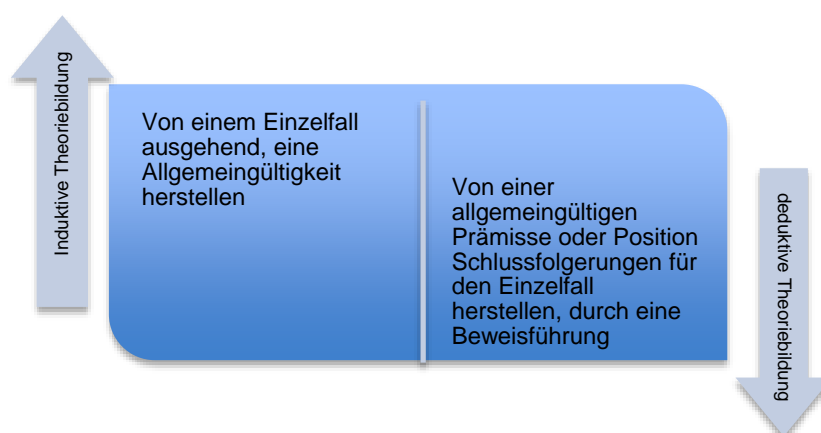 Induktive Theoriebildung
Von einem Einzelfall
ausgehend, eine
Allgemeingültigkeit
herstellen
Von einer
allgemeingültigen
Prämisse oder Position
Schlussfolgerungen für
den Einzelfall
herstellen, durch eine
Beweisführung
deduktive Theoriebildung